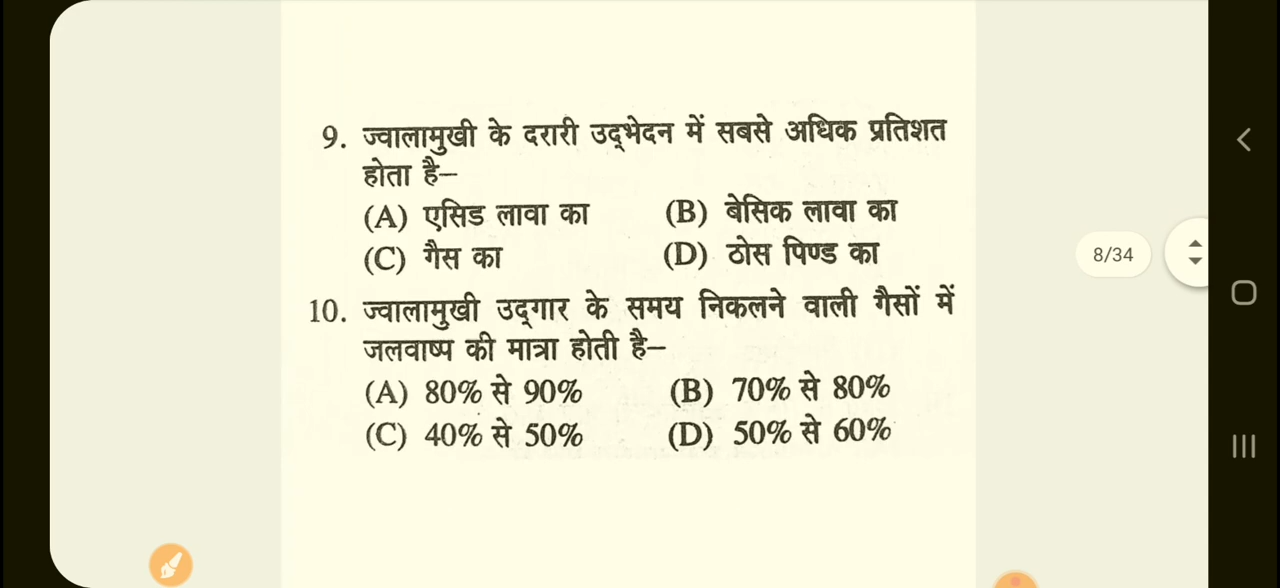 9. ज्वालामुखी के दरारी उद्‌भेदन में सबसे अधिक प्रतिशत
होता है–
(A) एसिड लावा का (B) बेसिक लावा का
(C) गैस का (D) ठोस पिण्ड का
8/34
10. ज्वालामुखी उद्‌गार के समय निकलने वाली गैसों में
जलवाष्प की मात्रा होती है–
(A) 80% से 90% (B) 70% से 80%
(C) 40% से 50% (D) 50% से 60%